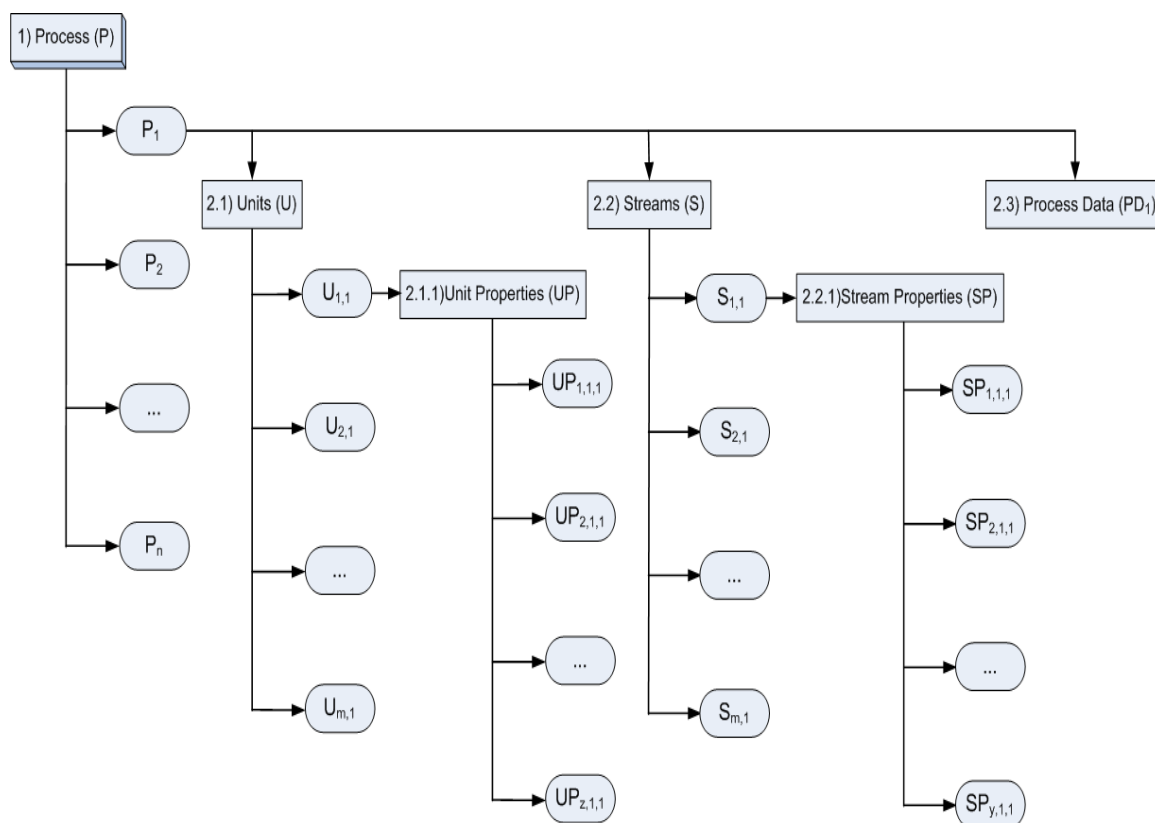 1) Process (P)
P₁
2.1) Units (U)
2.2) Streams (S)
2.3) Process Data (PD₁)
P₂
U₁,₁
2.1.1)Unit Properties (UP)
S₁,₁
2.2.1)Stream Properties (SP)
UP₁,₁,₁
SP₁,₁,₁
...
U₂,₁
S₂,₁
UP₂,₁,₁
SP₂,₁,₁
Pₙ
...
...
...
...
Uₘ,₁
Sₘ,₁
UP_z,₁,₁
SP_y,₁,₁